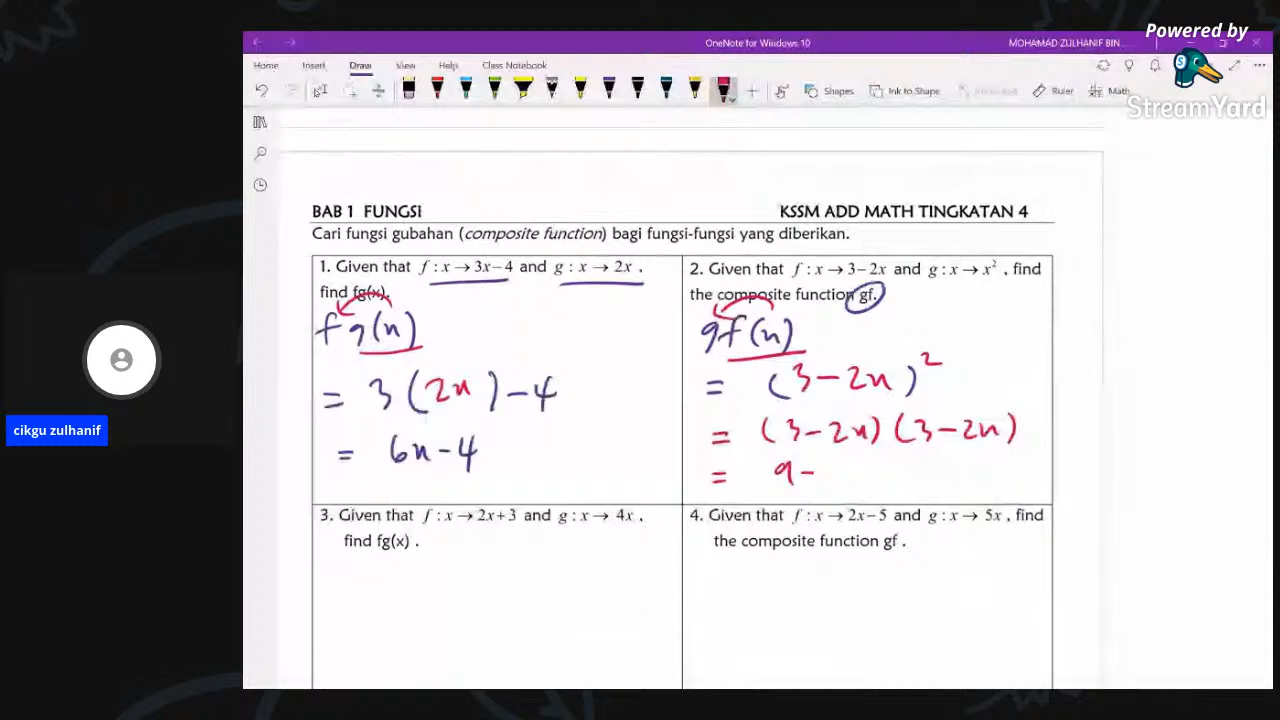 Powered by
StreamYard
OneNote for Windows 10
MOHAMAD ZULHANIF BIN ...
Home Insert Draw View Help Class Notebook
Shapes Ink to Shape Ruler Math
BAB 1 FUNGSI KSSM ADD MATH TINGKATAN 4
Cari fungsi gubahan (composite function) bagi fungsi-fungsi yang diberikan.
1. Given that f : x → 3x − 4 and g : x → 2x ,
find fg(x).
fg(x)
= 3(2x) − 4
= 6x − 4
2. Given that f : x → 3 − 2x and g : x → x² , find
the composite function gf.
gf(x)
= (3 − 2x)²
= (3 − 2x)(3 − 2x)
= 9 −
3. Given that f : x → 2x + 3 and g : x → 4x ,
find fg(x) .
4. Given that f : x → 2x − 5 and g : x → 5x , find
the composite function gf .
cikgu zulhanif